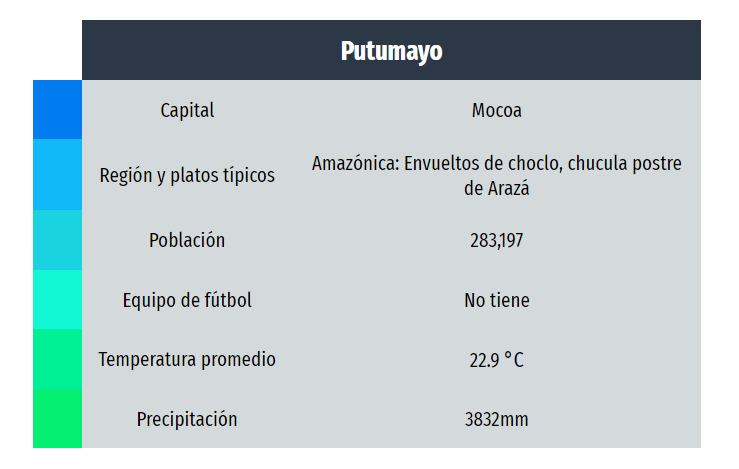 Putumayo
Capital
Mocoa
Región y platos típicos
Amazónica: Envueltos de choclo, chucula postre
de Arazá
Población
283,197
Equipo de fútbol
No tiene
Temperatura promedio
22.9 °C
Precipitación
3832mm